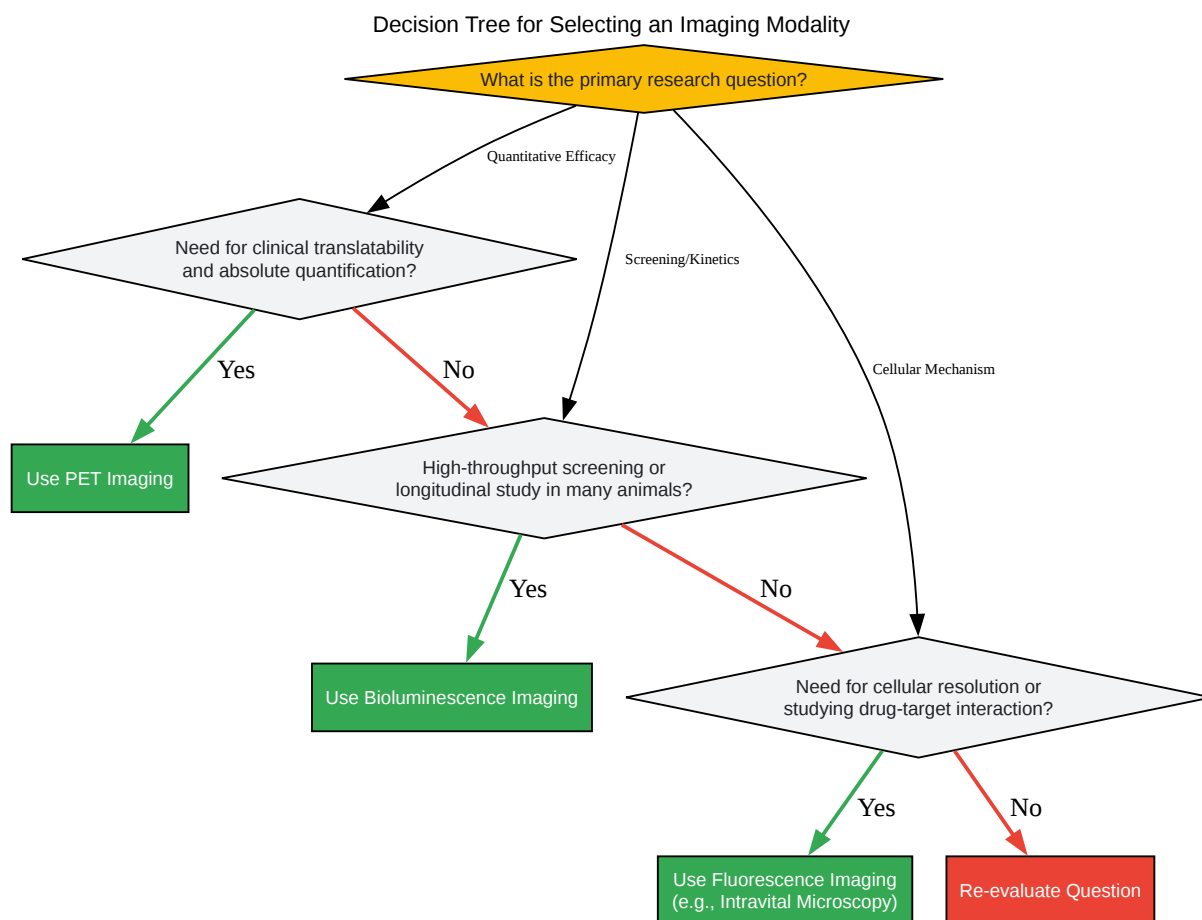 Decision Tree for Selecting an Imaging Modality
What is the primary research question?
Quantitative Efficacy
Need for clinical translatability
and absolute quantification?
Screening/Kinetics
Yes
No
Cellular Mechanism
Use PET Imaging
High-throughput screening or
longitudinal study in many animals?
Yes
No
Use Bioluminescence Imaging
Need for cellular resolution or
studying drug-target interaction?
Yes
No
Use Fluorescence Imaging
(e.g., Intravital Microscopy)
Re-evaluate Question